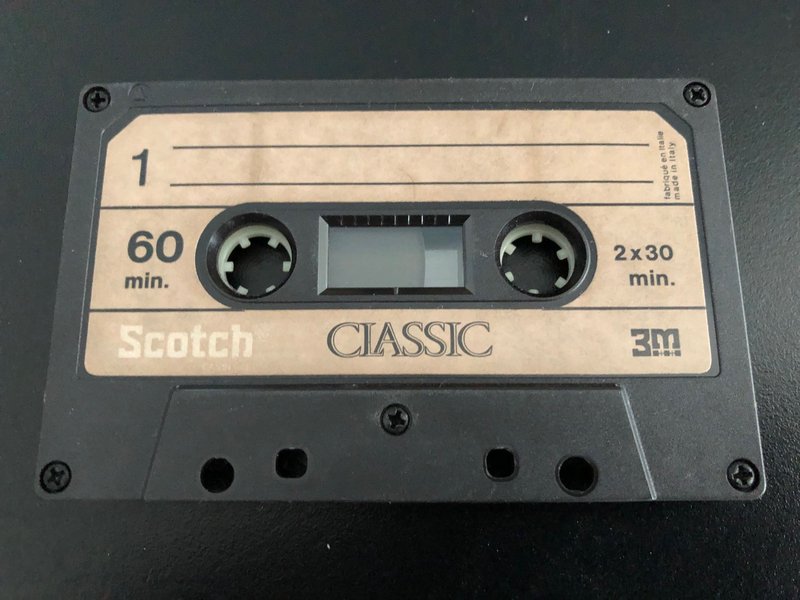 1
fabriqué en Italie
made in Italy
60
min.
2 x 30
min.
Scotch
CLASSIC
3M